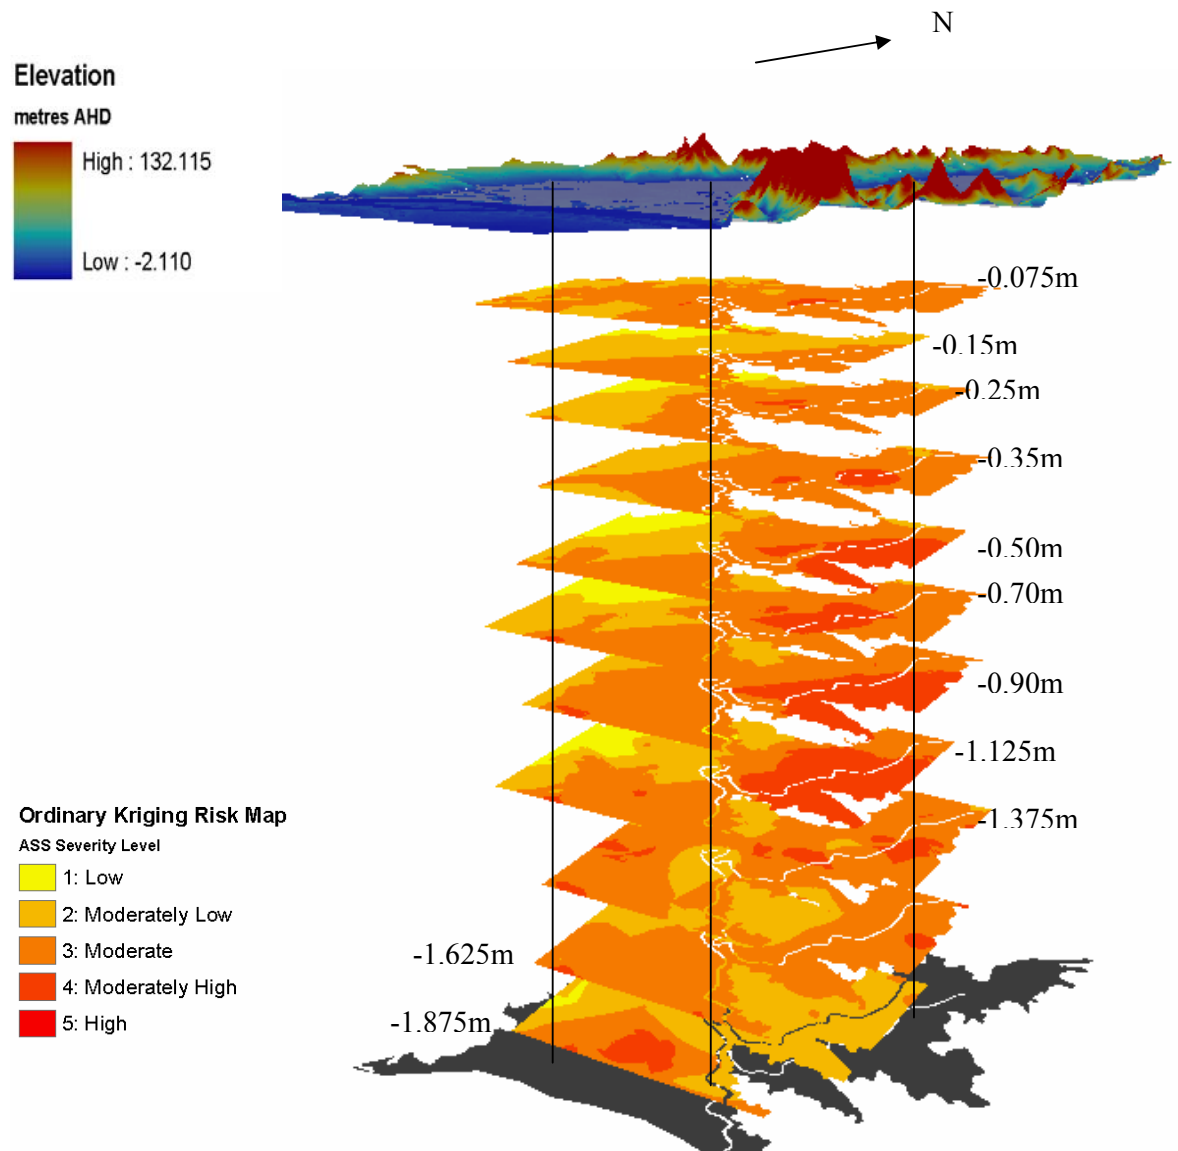 N
Elevation
metres AHD
High : 132.115
Low : -2.110
-0.075m
-0.15m
-0.25m
-0.35m
-0.50m
-0.70m
-0.90m
-1.125m
-1.375m
Ordinary Kriging Risk Map
ASS Severity Level
1: Low
2: Moderately Low
3: Moderate
4: Moderately High
5: High
-1.625m
-1.875m